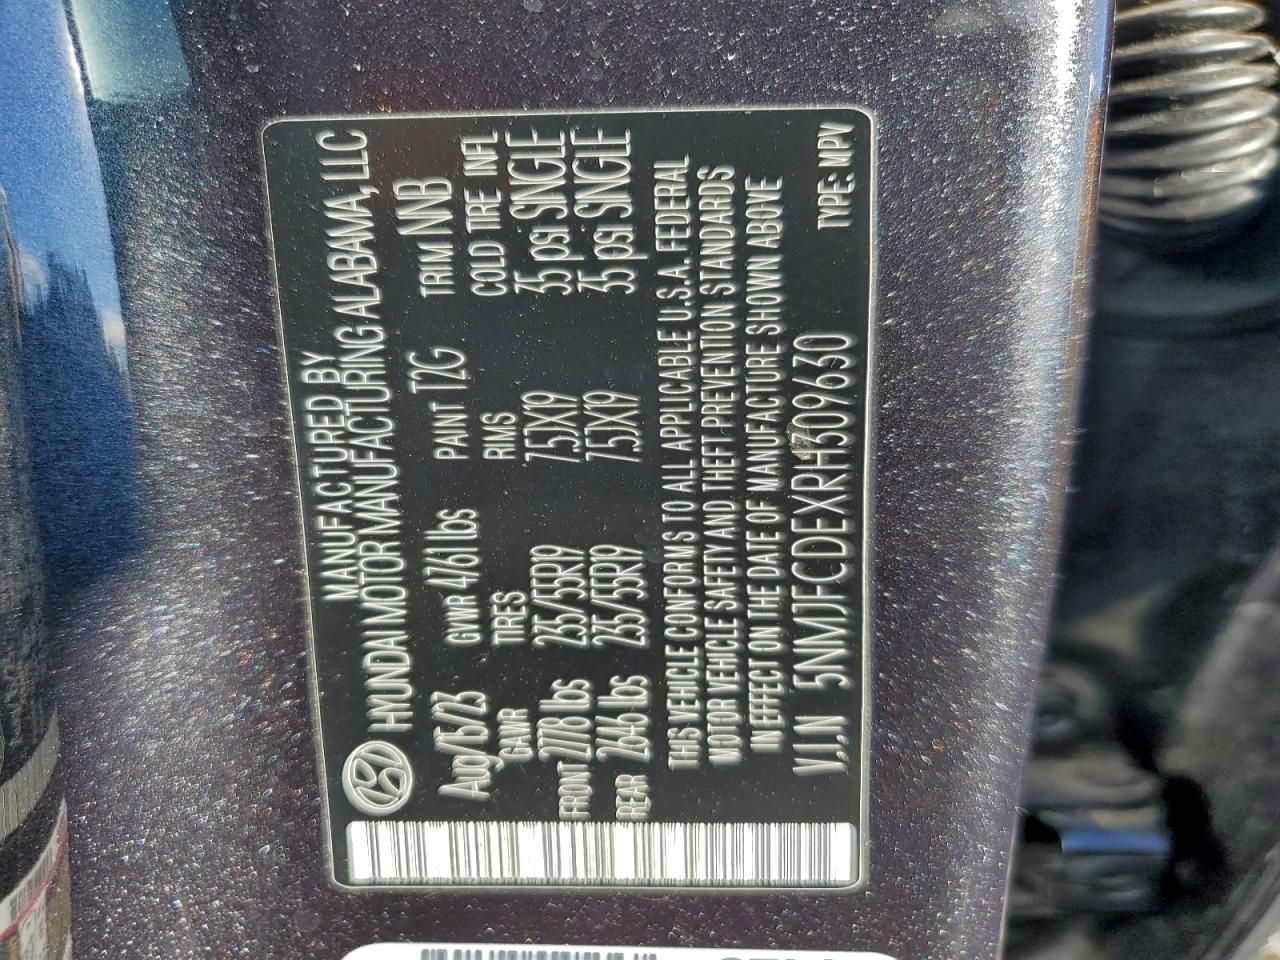 MANUFACTURED BY
HYUNDAI MOTOR MANUFACTURING ALABAMA, LLC
Aug/15/23 GVWR 4761 lbs PAINT T2G TRIM NNB
GAWR TIRES RIMS COLD TIRE INFL
FRONT 2778 lbs 235/55R19 7.5JX19 35 psi SINGLE
REAR 2646 lbs 235/55R19 7.5JX19 35 psi SINGLE
THIS VEHICLE CONFORMS TO ALL APPLICABLE U.S.A. FEDERAL
MOTOR VEHICLE SAFETY AND THEFT PREVENTION STANDARDS
IN EFFECT ON THE DATE OF MANUFACTURE SHOWN ABOVE
V.I.N 5NMJFCDEXRH309630 TYPE: MPV